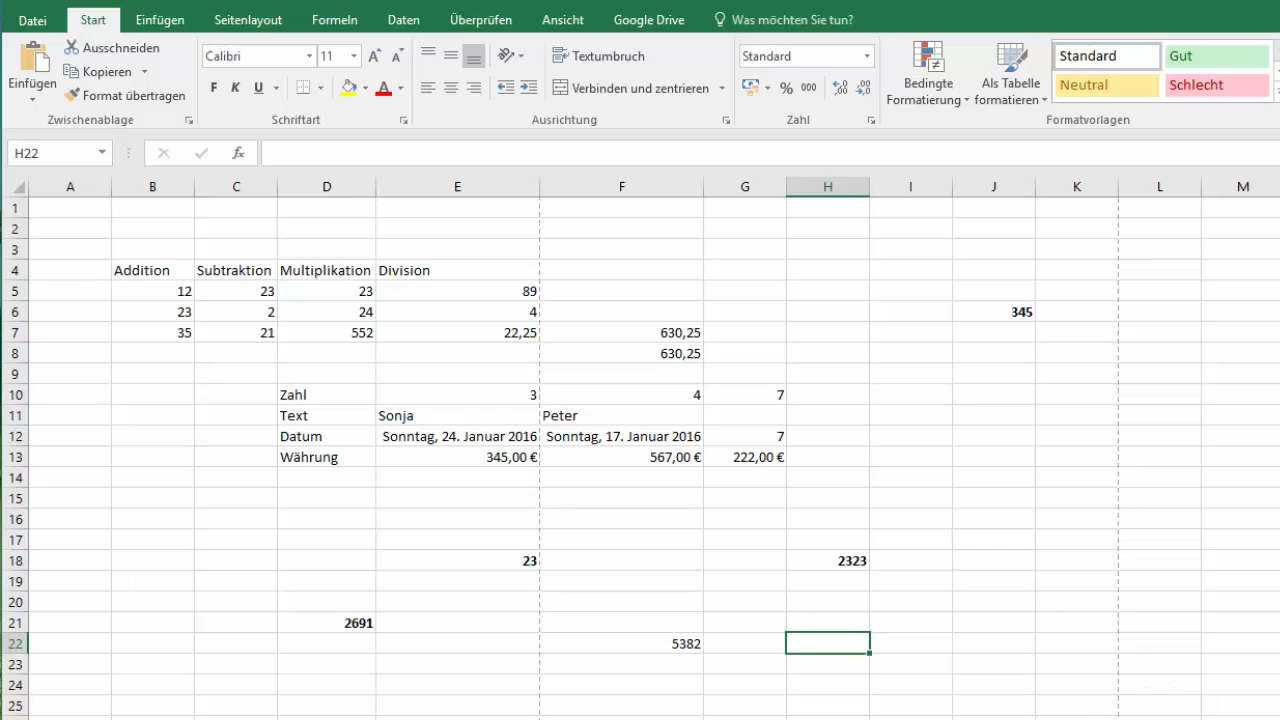 Datei Start Einfügen Seitenlayout Formeln Daten Überprüfen Ansicht Google Drive Was möchten Sie tun?
Einfügen
Ausschneiden
Kopieren
Format übertragen
Zwischenablage
Calibri 11 A A
F K U A
Schriftart
Textumbruch
Verbinden und zentrieren
Ausrichtung
Standard
% 000
Zahl
Bedingte Formatierung
Als Tabelle formatieren
Standard Gut
Neutral Schlecht
Formatvorlagen
H22 fx
A B C D E F G H I J K L M
1
2
3
4 Addition Subtraktion Multiplikation Division
5 12 23 23 89
6 23 2 24 4 345
7 35 21 552 22,25 630,25
8 630,25
9
10 Zahl 3 4 7
11 Text Sonja Peter
12 Datum Sonntag, 24. Januar 2016 Sonntag, 17. Januar 2016 7
13 Währung 345,00 € 567,00 € 222,00 €
14
15
16
17
18 23 2323
19
20
21 2691
22 5382
23
24
25